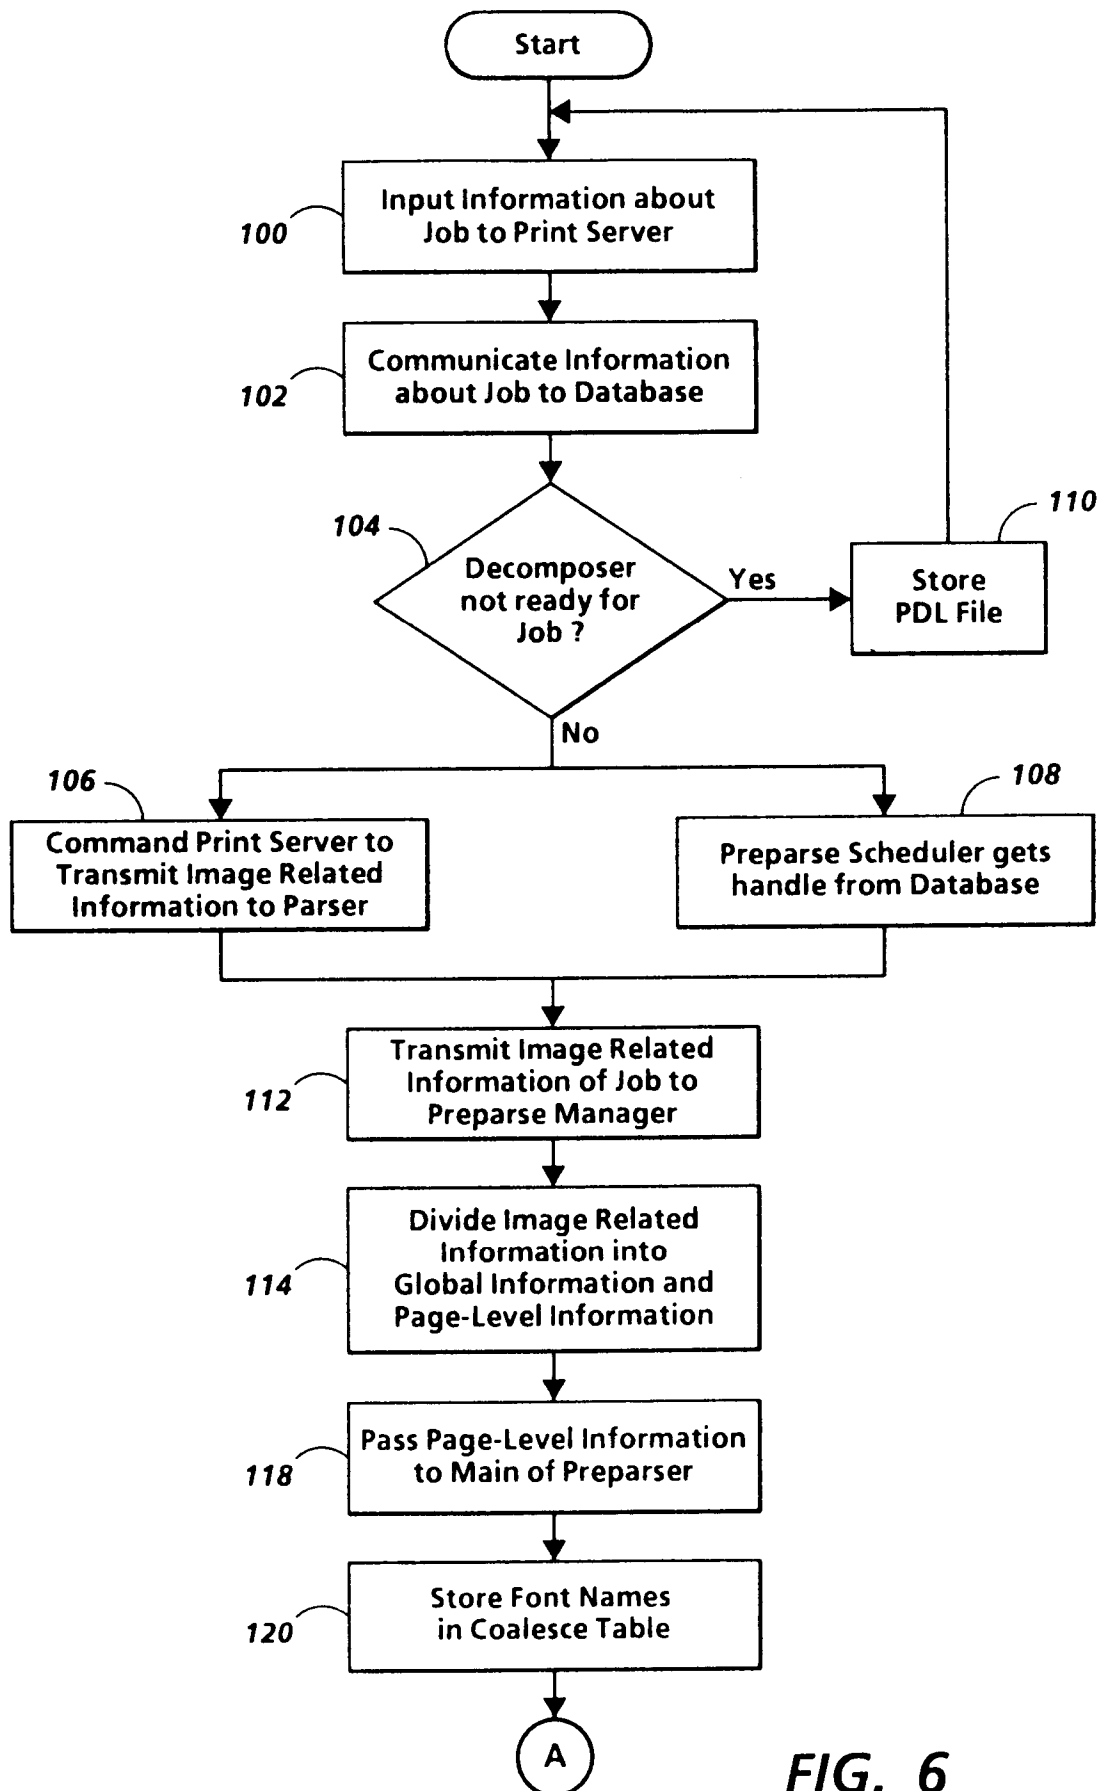 Start
Input Information about
Job to Print Server
100
Communicate Information
about Job to Database
102
104
Decomposer
not ready for
Job ?
Yes
110
Store
PDL File
No
106
Command Print Server to
Transmit Image Related
Information to Parser
108
Preparse Scheduler gets
handle from Database
Transmit Image Related
Information of Job to
Preparse Manager
112
Divide Image Related
Information into
Global Information and
Page-Level Information
114
Pass Page-Level Information
to Main of Preparser
118
Store Font Names
in Coalesce Table
120
A
FIG. 6